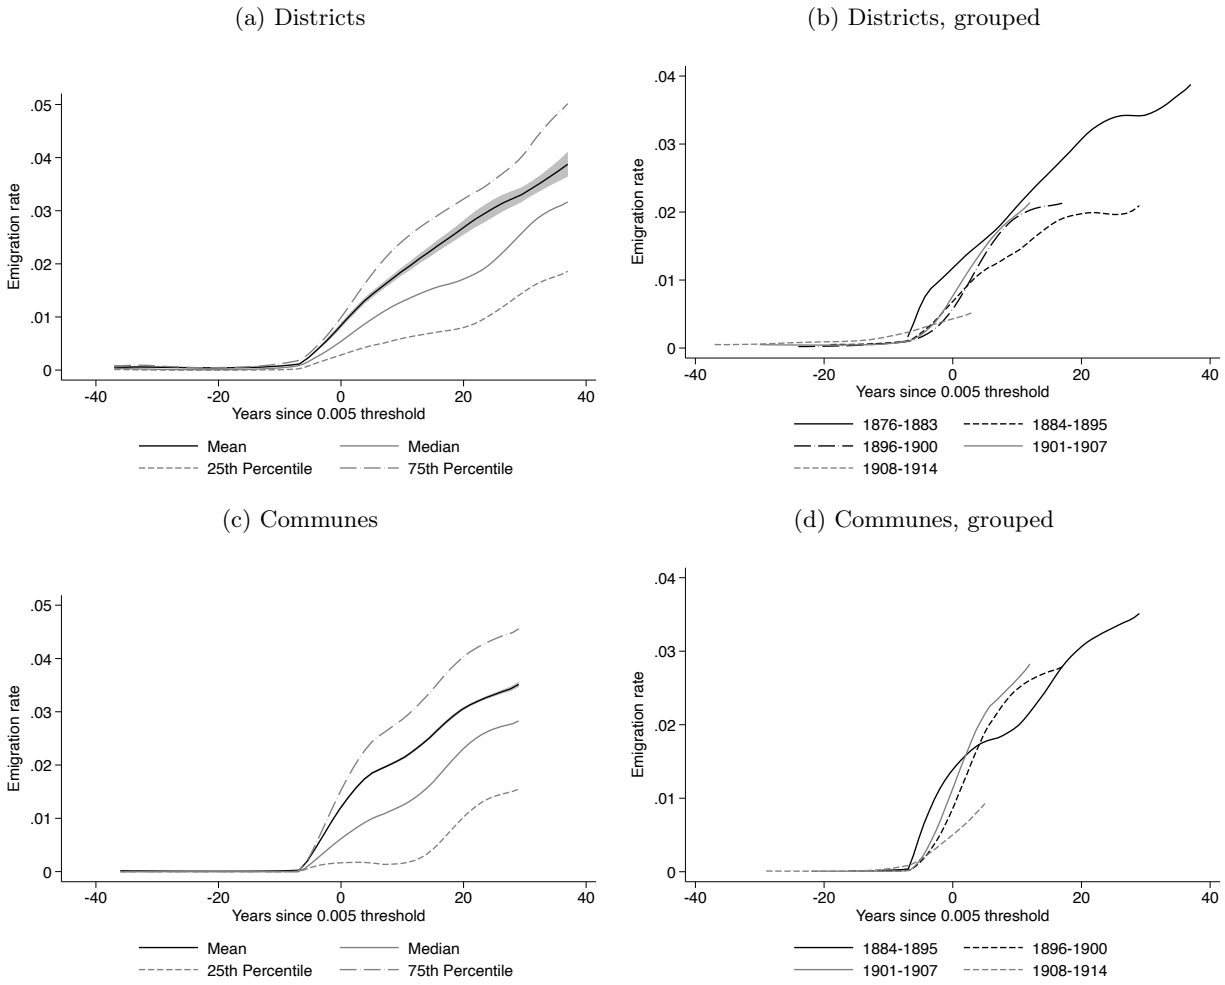 (a) Districts
Emigration rate
.05
.04
.03
.02
.01
0
-40 -20 0 20 40
Years since 0.005 threshold
Mean Median
25th Percentile 75th Percentile
(b) Districts, grouped
Emigration rate
.04
.03
.02
.01
0
-40 -20 0 20 40
Years since 0.005 threshold
1876-1883 1884-1895
1896-1900 1901-1907
1908-1914
(c) Communes
Emigration rate
.05
.04
.03
.02
.01
0
-40 -20 0 20 40
Years since 0.005 threshold
Mean Median
25th Percentile 75th Percentile
(d) Communes, grouped
Emigration rate
.04
.03
.02
.01
0
-40 -20 0 20 40
Years since 0.005 threshold
1884-1895 1896-1900
1901-1907 1908-1914